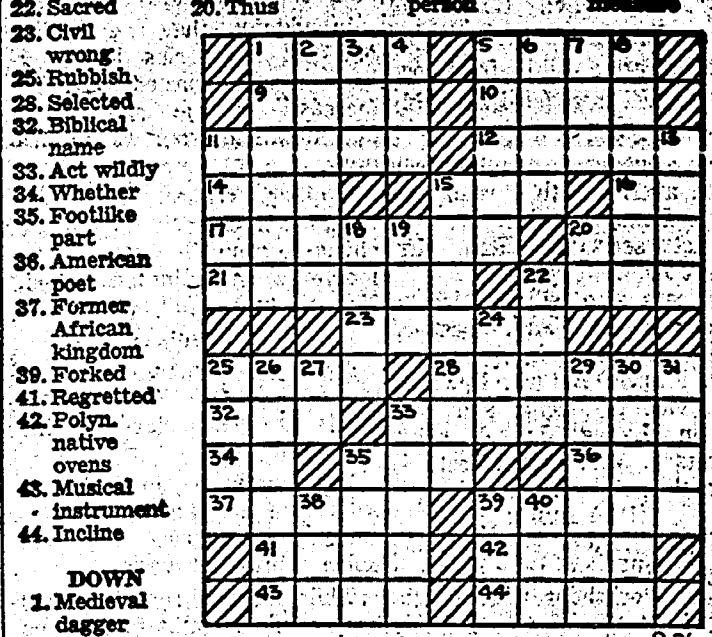 22. Sacred
20. Thus
person
measure
23. Civil
wrong
25. Rubbish
28. Selected
32. Biblical
name
33. Act wildly
34. Whether
35. Footlike
part
36. American
poet
37. Former
African
kingdom
39. Forked
41. Regretted
42. Polyn.
native
ovens
43. Musical
instrument
44. Incline
DOWN
1. Medieval
dagger
1 2 3 4 5 6 7 8
9 10
11 12 13
14 15 16
17 18 19 20
21 22
23 24
25 26 27 28 29 30 31
32 33
34 35 36
37 38 39 40
41 42
43 44